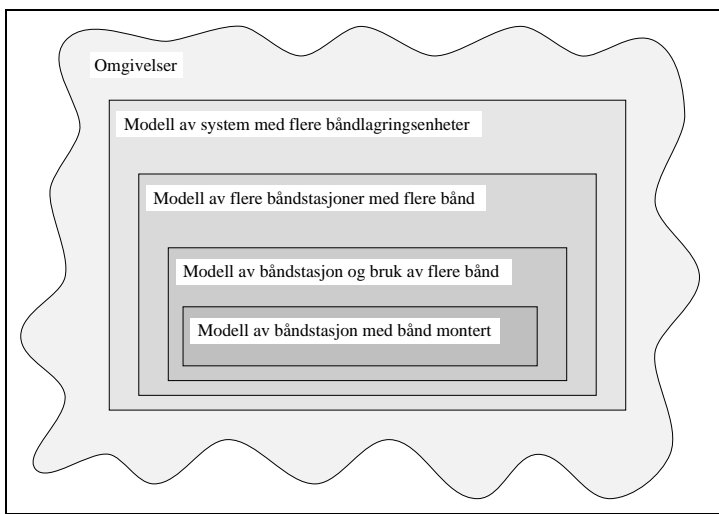 Omgivelser
Modell av system med flere båndlagringsenheter
Modell av flere båndstasjoner med flere bånd
Modell av båndstasjon og bruk av flere bånd
Modell av båndstasjon med bånd montert